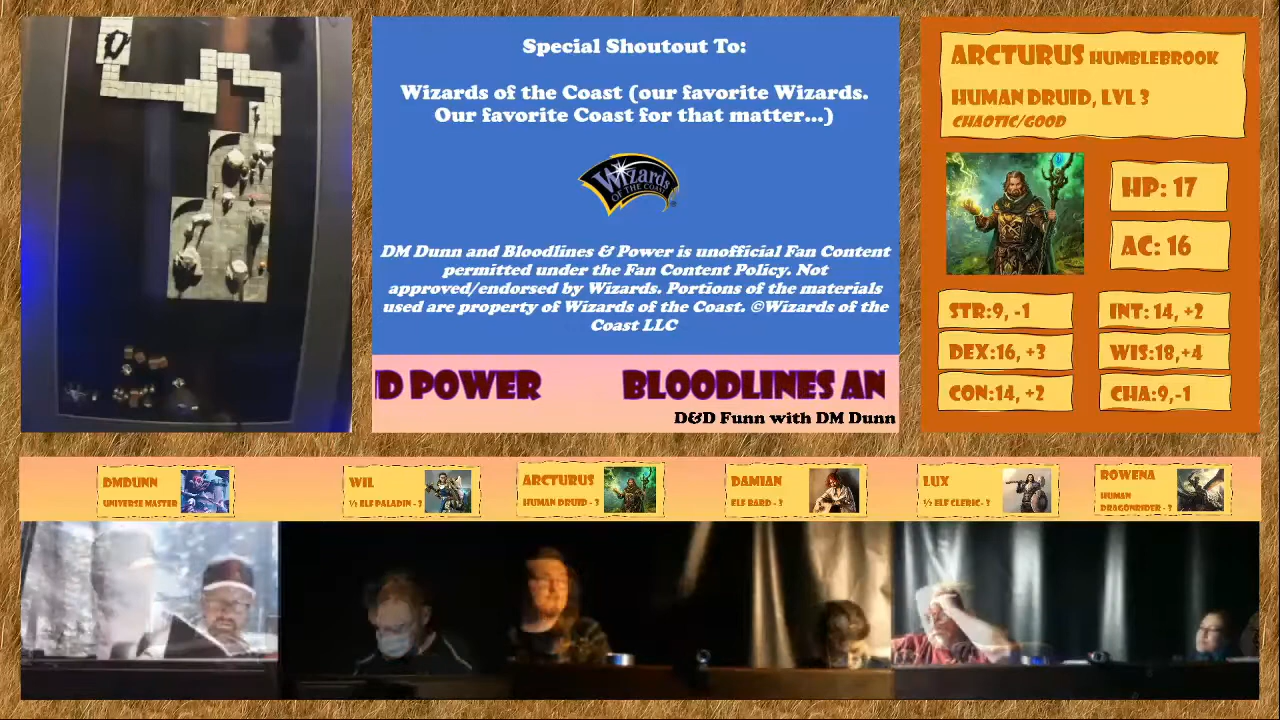 Special Shoutout To:
Wizards of the Coast (our favorite Wizards.
Our favorite Coast for that matter...)
Wizards
OF THE COAST
DM Dunn and Bloodlines & Power is unofficial Fan Content
permitted under the Fan Content Policy. Not
approved/endorsed by Wizards. Portions of the materials
used are property of Wizards of the Coast. ©Wizards of the
Coast LLC
D POWER BLOODLINES AN
D&D Funn with DM Dunn
ARCTURUS HUMBLEBROOK
HUMAN DRUID, LVL 3
CHAOTIC/GOOD
HP: 17
AC: 16
STR:9, -1
INT: 14, +2
DEX:16, +3
WIS:18,+4
CON:14, +2
CHA:9,-1
DMDUNN
UNIVERSE MASTER
WIL
½ ELF PALADIN - 3
ARCTURUS
HUMAN DRUID - 3
DAMIAN
ELF BARD - 3
LUX
½ ELF CLERIC- 3
ROWENA
HUMAN
DRAGONRIDER - 3